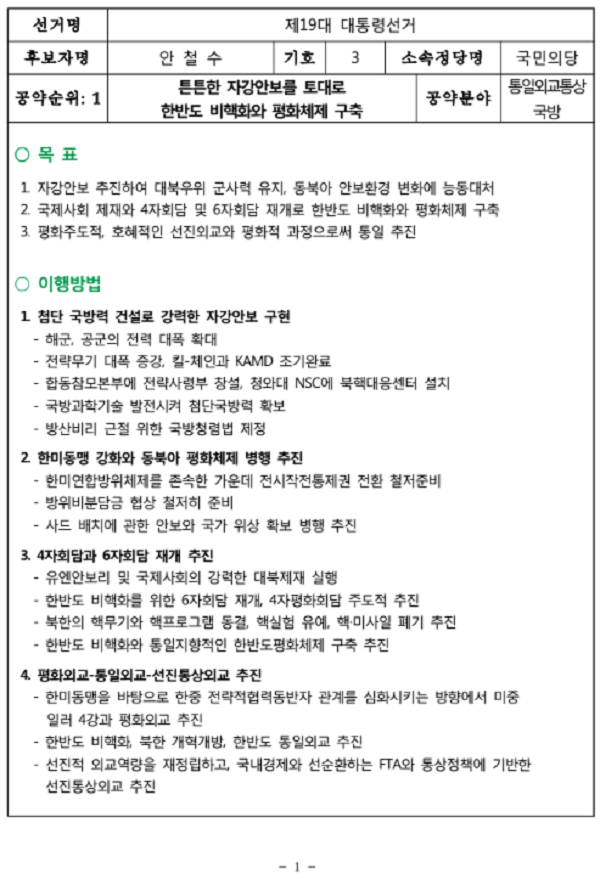 선거명 제19대 대통령선거
후보자명 안 철 수 기호 3 소속정당명 국민의당
공약순위: 1 튼튼한 자강안보를 토대로 한반도 비핵화와 평화체제 구축 공약분야 통일외교통상 국방
○ 목 표
1. 자강안보 추진하여 대북우위 군사력 유지, 동북아 안보환경 변화에 능동대처
2. 국제사회 제재와 4자회담 및 6자회담 재개로 한반도 비핵화와 평화체제 구축
3. 평화주도적, 호혜적인 선진외교와 평화적 과정으로써 통일 추진
○ 이행방법
1. 첨단 국방력 건설로 강력한 자강안보 구현
- 해군, 공군의 전력 대폭 확대
- 전략무기 대폭 증강, 킬-체인과 KAMD 조기완료
- 합동참모본부에 전략사령부 창설, 청와대 NSC에 북핵대응센터 설치
- 국방과학기술 발전시켜 첨단국방력 확보
- 방산비리 근절 위한 국방청렴법 제정
2. 한미동맹 강화와 동북아 평화체제 병행 추진
- 한미연합방위체제를 존속한 가운데 전시작전통제권 전환 철저준비
- 방위비분담금 협상 철저히 준비
- 사드 배치에 관한 안보와 국가 위상 확보 병행 추진
3. 4자회담과 6자회담 재개 추진
- 유엔안보리 및 국제사회의 강력한 대북제재 실행
- 한반도 비핵화를 위한 6자회담 재개, 4자평화회담 주도적 추진
- 북한의 핵무기와 핵프로그램 동결, 핵실험 유예, 핵·미사일 폐기 추진
- 한반도 비핵화와 통일지향적인 한반도평화체제 구축 추진
4. 평화외교-통일외교-선진통상외교 추진
- 한미동맹을 바탕으로 한중 전략적협력동반자 관계를 심화시키는 방향에서 미중
일러 4강과 평화외교 추진
- 한반도 비핵화, 북한 개혁개방, 한반도 통일외교 추진
- 선진적 외교역량을 재정립하고, 국내경제와 선순환하는 FTA와 통상정책에 기반한
선진통상외교 추진
- 1 -